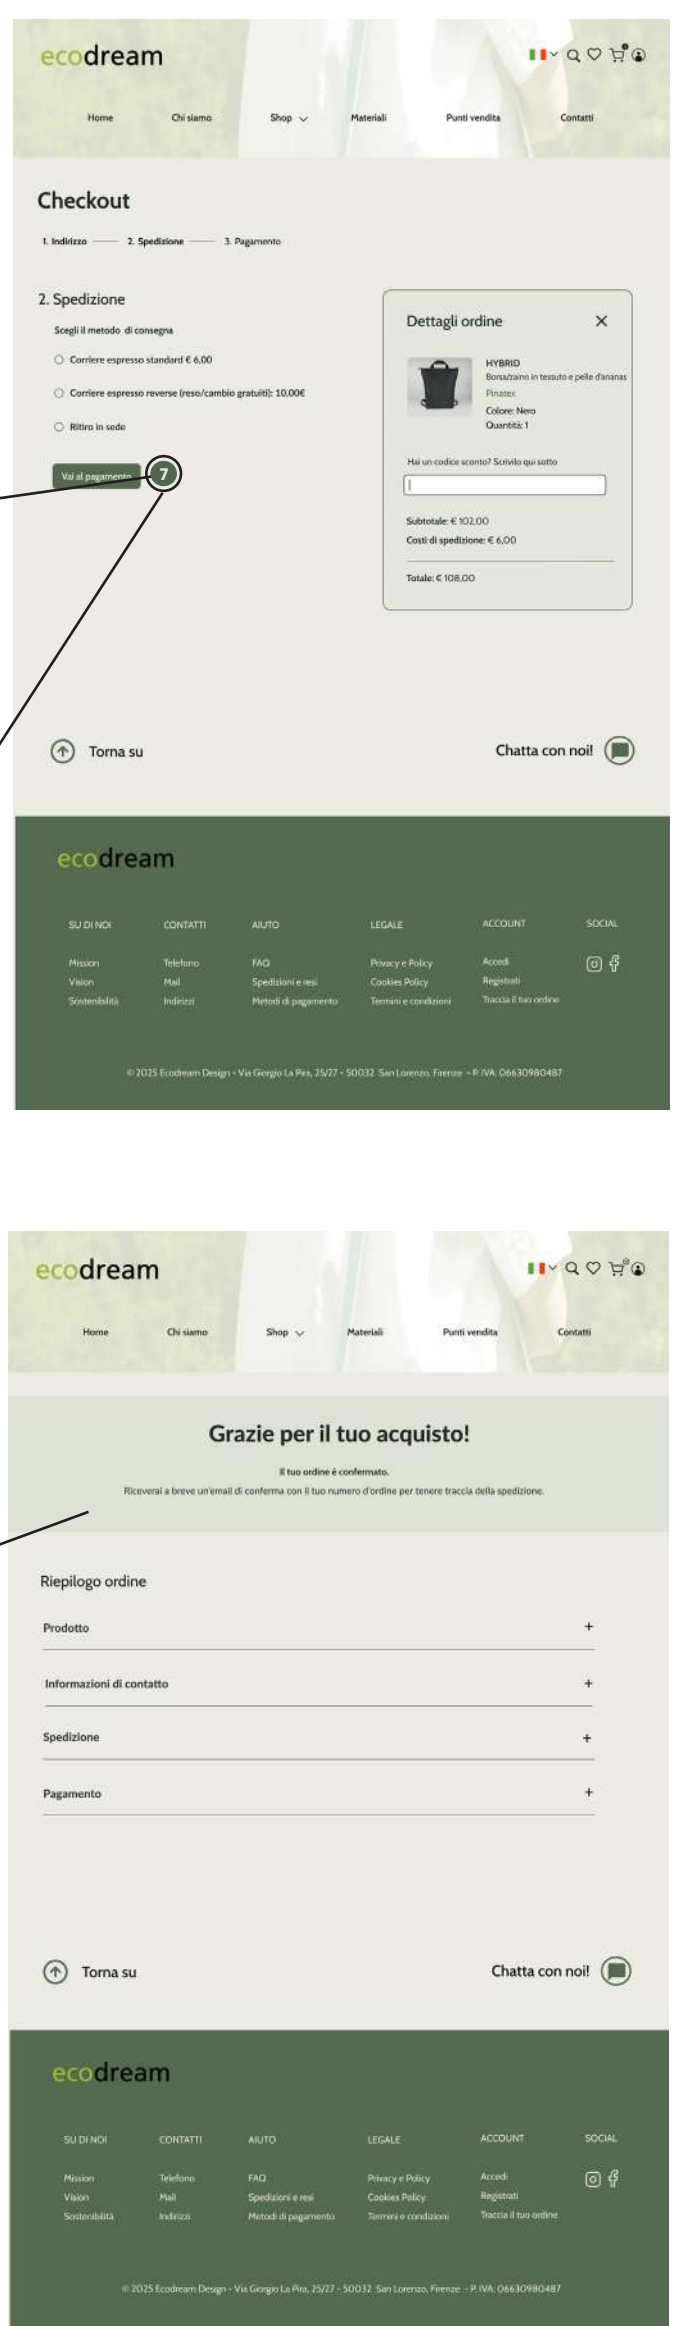 ecodream
Home Chi siamo Shop Materiali Punti vendita Contatti
Checkout
1. Indirizzo 2. Spedizione 3. Pagamento
2. Spedizione
Scegli il metodo di consegna
Corriere espresso standard € 6,00
Corriere espresso reverse (reso/cambio gratuiti): 10,00€
Ritiro in sede
Vai al pagamento
7
Dettagli ordine
HYBRID
Borsa/zaino in tessuto e pelle d'ananas
Pinatex
Colore: Nero
Quantità: 1
Hai un codice sconto? Scrivilo qui sotto
Subtotale: € 102,00
Costi di spedizione: € 6,00
Totale: € 108,00
Torna su
Chatta con noi!
ecodream
SU DI NOI CONTATTI AIUTO LEGALE ACCOUNT SOCIAL
Mission Telefono FAQ Privacy e Policy Accedi
Vision Mail Spedizioni e resi Cookies Policy Registrati
Sostenibilità Indirizzi Metodi di pagamento Termini e condizioni Traccia il tuo ordine
© 2025 Ecodream Design - Via Giorgio La Pira, 25/27 - 50032 San Lorenzo, Firenze - P. IVA: 06630980487
ecodream
Home Chi siamo Shop Materiali Punti vendita Contatti
Grazie per il tuo acquisto!
Il tuo ordine è confermato.
Riceverai a breve un'email di conferma con il tuo numero d'ordine per tenere traccia della spedizione.
Riepilogo ordine
Prodotto +
Informazioni di contatto +
Spedizione +
Pagamento +
Torna su
Chatta con noi!
ecodream
SU DI NOI CONTATTI AIUTO LEGALE ACCOUNT SOCIAL
Mission Telefono FAQ Privacy e Policy Accedi
Vision Mail Spedizioni e resi Cookies Policy Registrati
Sostenibilità Indirizzi Metodi di pagamento Termini e condizioni Traccia il tuo ordine
© 2025 Ecodream Design - Via Giorgio La Pira, 25/27 - 50032 San Lorenzo, Firenze - P. IVA: 06630980487